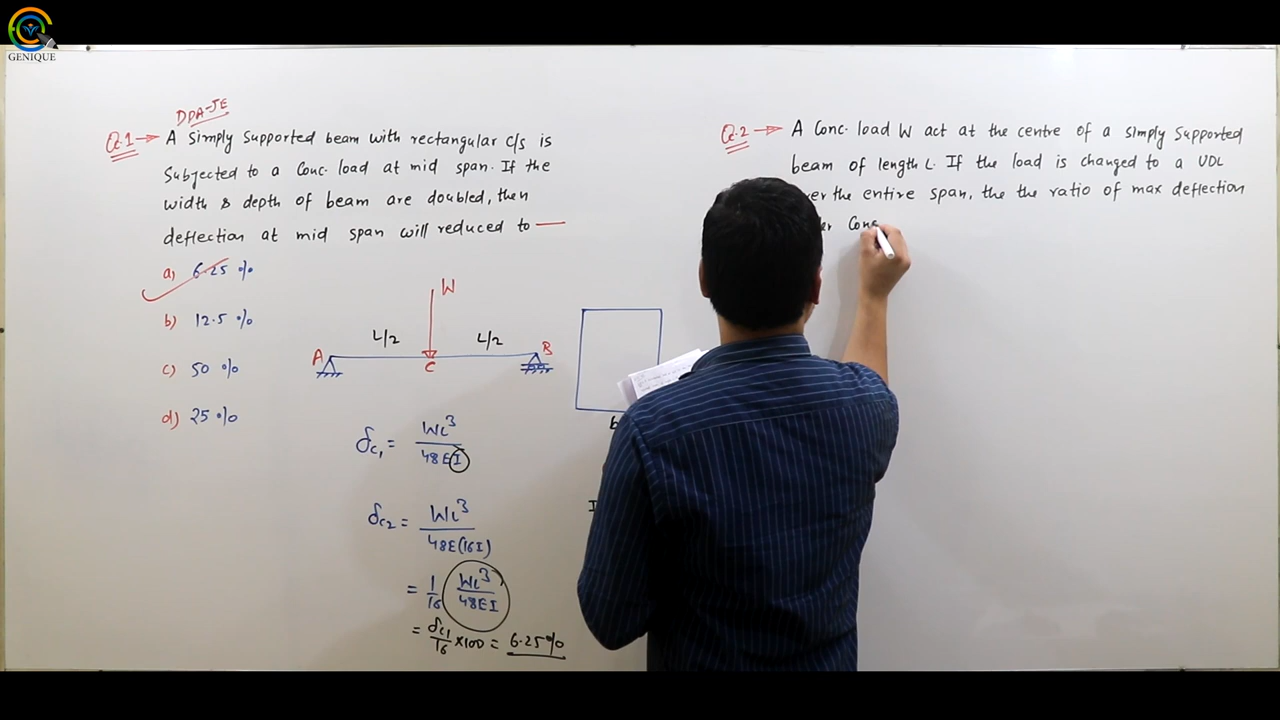 GENIQUE
DDA-JE
Q.1 → A Simply Supported beam with rectangular C/s is
Subjected to a Conc. load at mid span. If the
width & depth of beam are doubled, then
deflection at mid span will reduced to —
a) 6.25 %
b) 12.5 %
c) 50 %
d) 25 %
W
L/2 L/2
A C B
δc₁ = WL³/48EI
δc2 = WL³/48E(16I)
= 1/16 WL³/48EI
= δc1/16 ×100 = 6.25%
b
I
Q.2 → A Conc. load W act at the centre of a simply Supported
beam of length L. If the load is changed to a UDL
ver the entire span, the the ratio of max deflection
er Conc